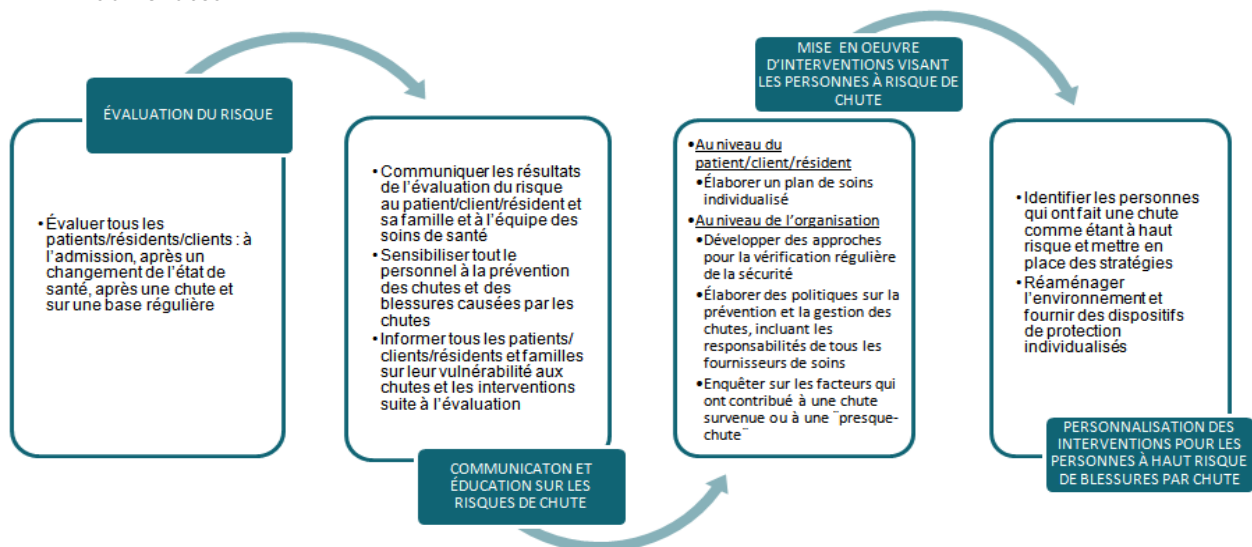 ÉVALUATION DU RISQUE
• Évaluer tous les
patients/résidents/clients : à
l'admission, après un
changement de l'état de
santé, après une chute et
sur une base régulière
• Communiquer les résultats
de l'évaluation du risque
au patient/client/résident et
sa famille et à l'équipe des
soins de santé
• Sensibiliser tout le
personnel à la prévention
des chutes et des
blessures causées par les
chutes
• Informer tous les patients/
clients/résidents et familles
sur leur vulnérabilité aux
chutes et les interventions
suite à l'évaluation
COMMUNICATON ET
ÉDUCATION SUR LES
RISQUES DE CHUTE
MISE EN OEUVRE
D'INTERVENTIONS VISANT
LES PERSONNES À RISQUE DE
CHUTE
• Au niveau du
patient/client/résident
• Élaborer un plan de soins
individualisé
• Au niveau de l'organisation
• Développer des approches
pour la vérification régulière
de la sécurité
• Élaborer des politiques sur la
prévention et la gestion des
chutes, incluant les
responsabilités de tous les
fournisseurs de soins
• Enquêter sur les facteurs qui
ont contribué à une chute
survenue ou à une ¨presque-
chute¨
• Identifier les personnes
qui ont fait une chute
comme étant à haut
risque et mettre en
place des stratégies
• Réaménager
l'environnement et
fournir des dispositifs
de protection
individualisés
PERSONNALISATION DES
INTERVENTIONS POUR LES
PERSONNES À HAUT RISQUE
DE BLESSURES PAR CHUTE